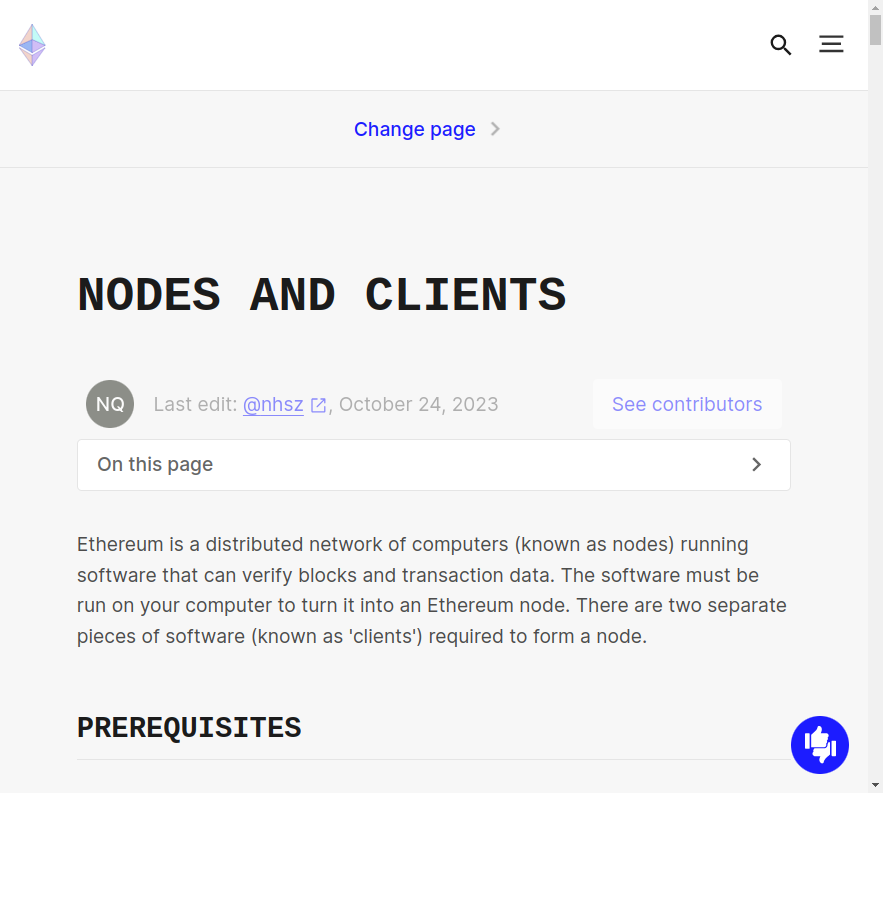 Change page
NODES AND CLIENTS
NQ
Last edit: @nhsz, October 24, 2023
See contributors
On this page
Ethereum is a distributed network of computers (known as nodes) running
software that can verify blocks and transaction data. The software must be
run on your computer to turn it into an Ethereum node. There are two separate
pieces of software (known as 'clients') required to form a node.
PREREQUISITES